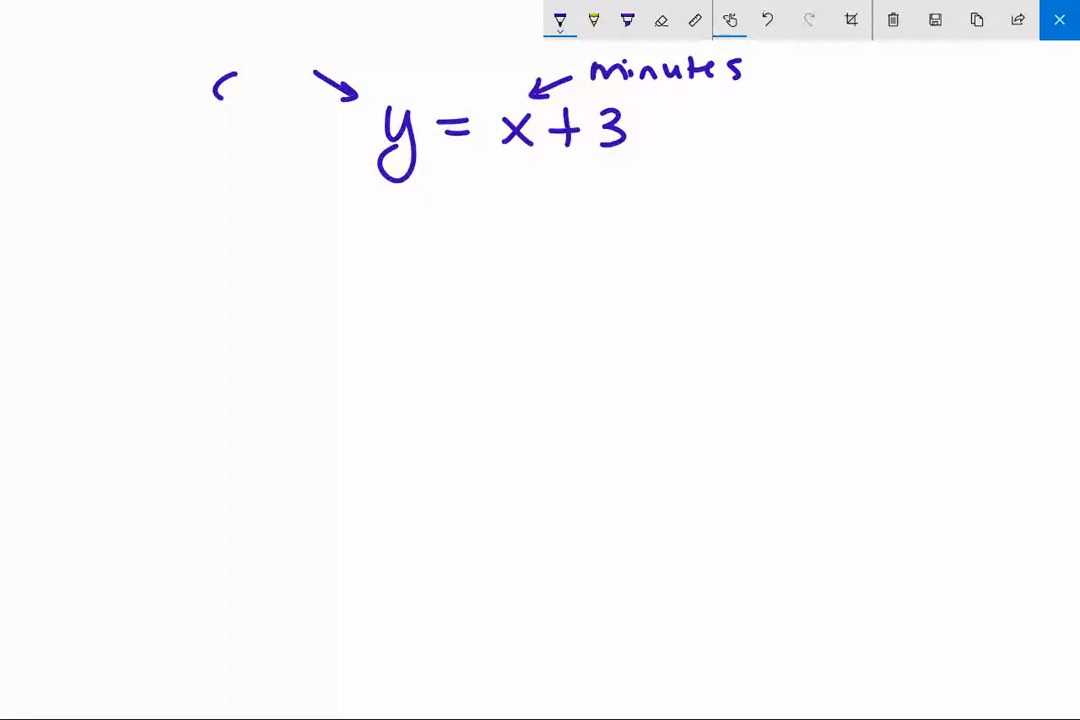 minutes
y = x + 3